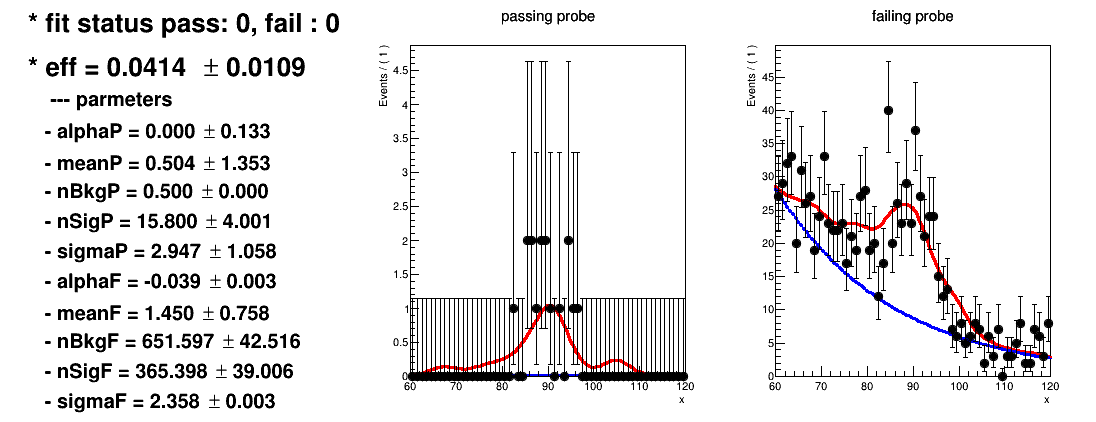 * fit status pass: 0, fail : 0
* eff = 0.0414 ± 0.0109
--- parmeters
- alphaP = 0.000 ± 0.133
- meanP = 0.504 ± 1.353
- nBkgP = 0.500 ± 0.000
- nSigP = 15.800 ± 4.001
- sigmaP = 2.947 ± 1.058
- alphaF = -0.039 ± 0.003
- meanF = 1.450 ± 0.758
- nBkgF = 651.597 ± 42.516
- nSigF = 365.398 ± 39.006
- sigmaF = 2.358 ± 0.003
passing probe
Events / ( 1 )
4.5
4
3.5
3
2.5
2
1.5
1
0.5
0
60 70 80 90 100 110 120
x
failing probe
Events / ( 1 )
45
40
35
30
25
20
15
10
5
0
60 70 80 90 100 110 120
x